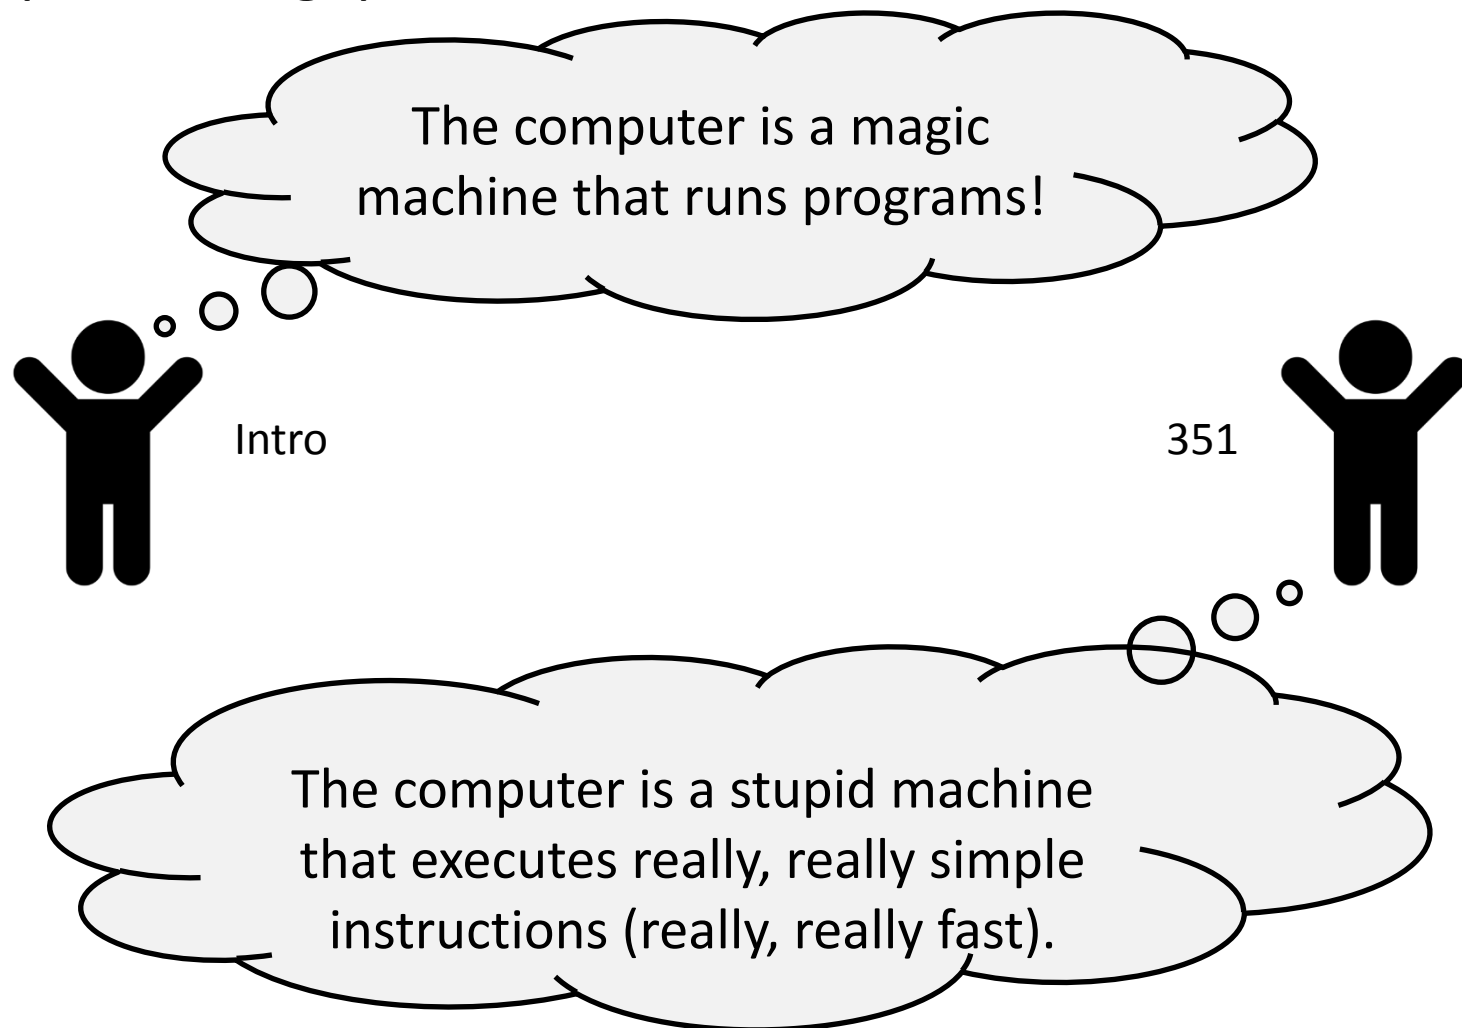 The computer is a magic
machine that runs programs!
Intro
351
The computer is a stupid machine
that executes really, really simple
instructions (really, really fast).